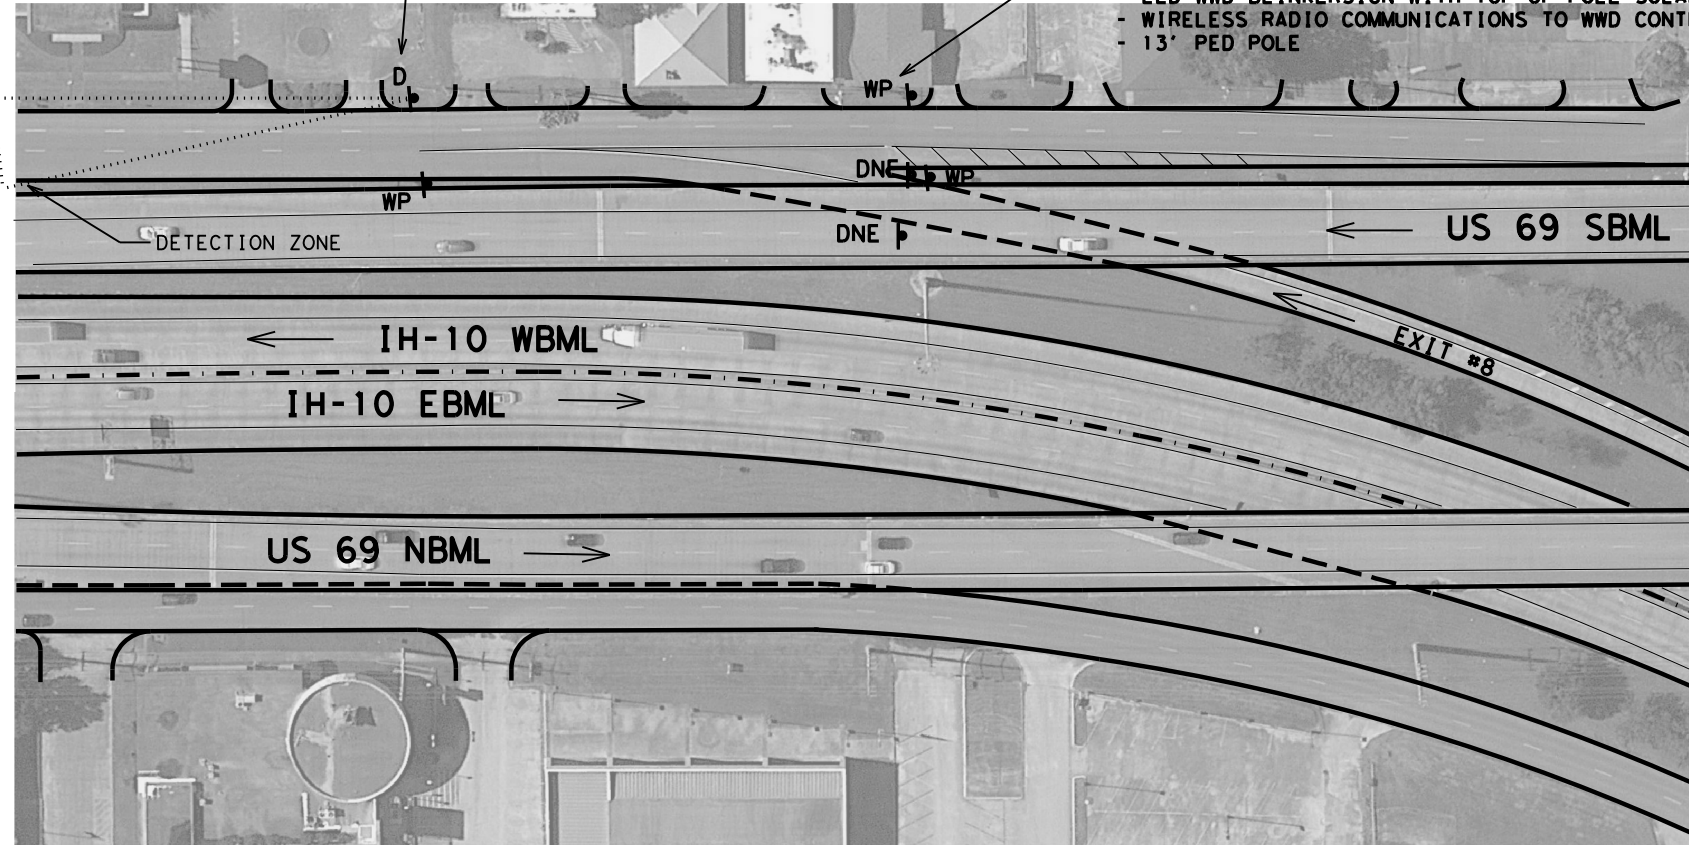 - WIRELESS RADIO COMMUNICATIONS TO WWD
- 13' PED POLE
D
WP
DNE
WP
WP
DNE
DETECTION ZONE
US 69 SBML
IH-10 WBML
EXIT #8
IH-10 EBML
US 69 NBML